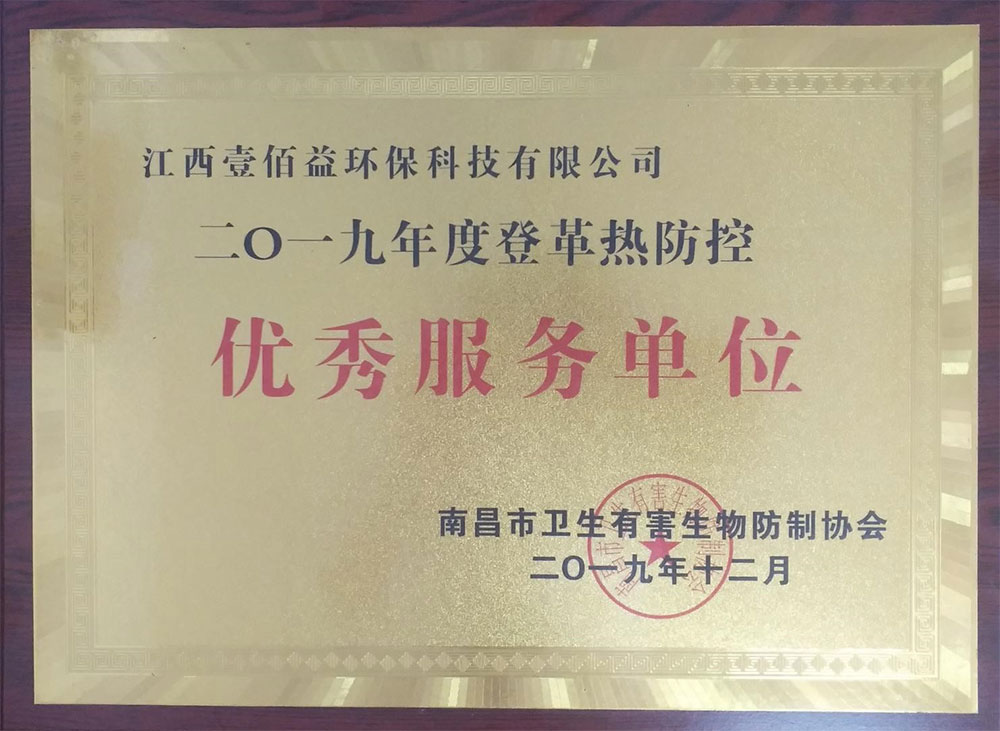 江西壹佰益环保科技有限公司
二〇一九年度登革热防控
优秀服务单位
南昌市卫生有害生物防制协会
二〇一九年十二月